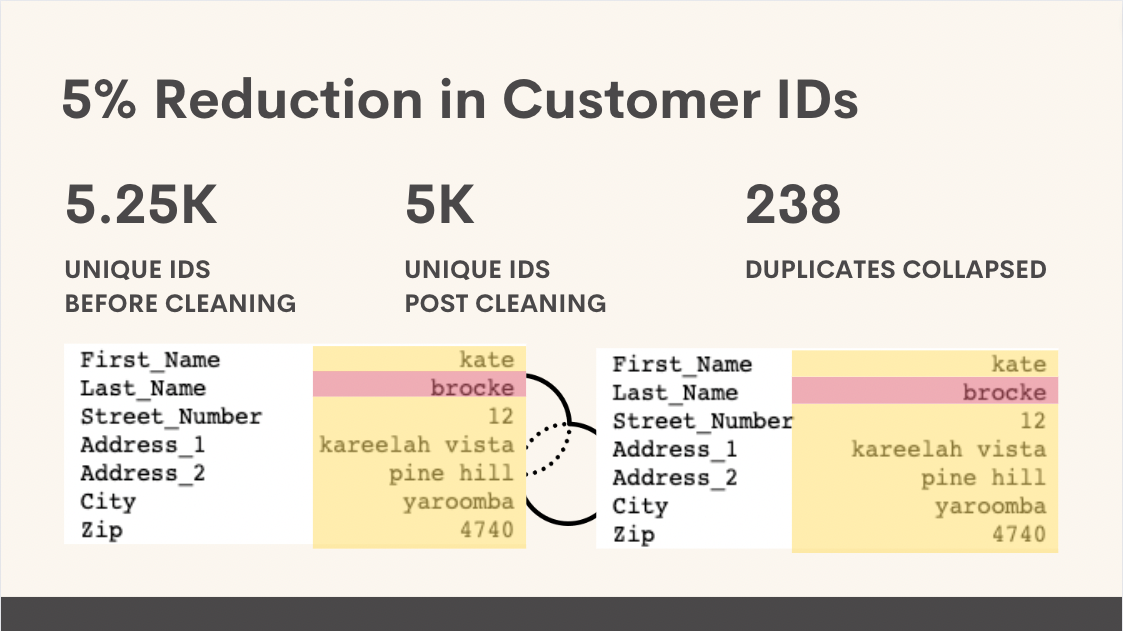 5% Reduction in Customer IDs
5.25K
UNIQUE IDS
BEFORE CLEANING
5K
UNIQUE IDS
POST CLEANING
238
DUPLICATES COLLAPSED
First_Name kate
Last_Name brocke
Street_Number 12
Address_1 kareelah vista
Address_2 pine hill
City yaroomba
Zip 4740
First_Name kate
Last_Name brocke
Street_Number 12
Address_1 kareelah vista
Address_2 pine hill
City yaroomba
Zip 4740